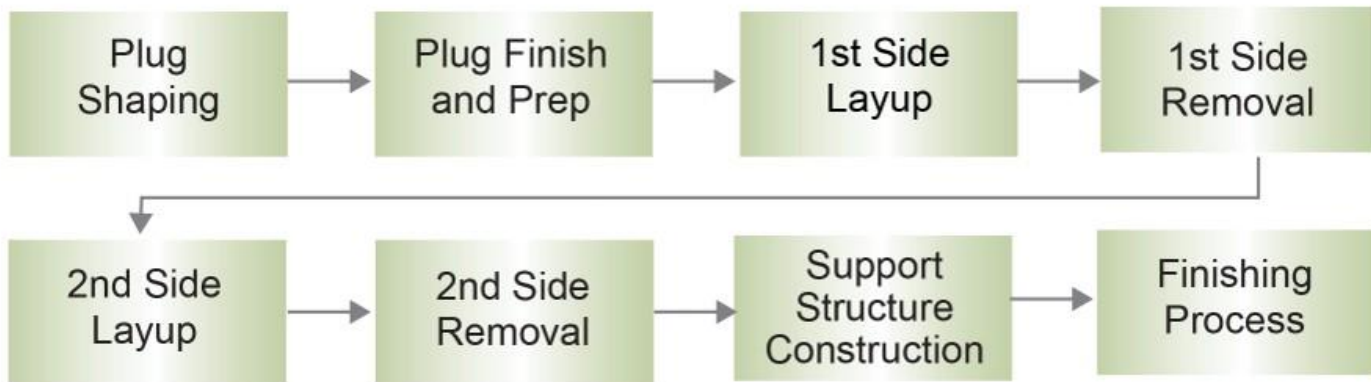 Plug
Shaping
Plug Finish
and Prep
1st Side
Layup
1st Side
Removal
2nd Side
Layup
2nd Side
Removal
Support
Structure
Construction
Finishing
Process